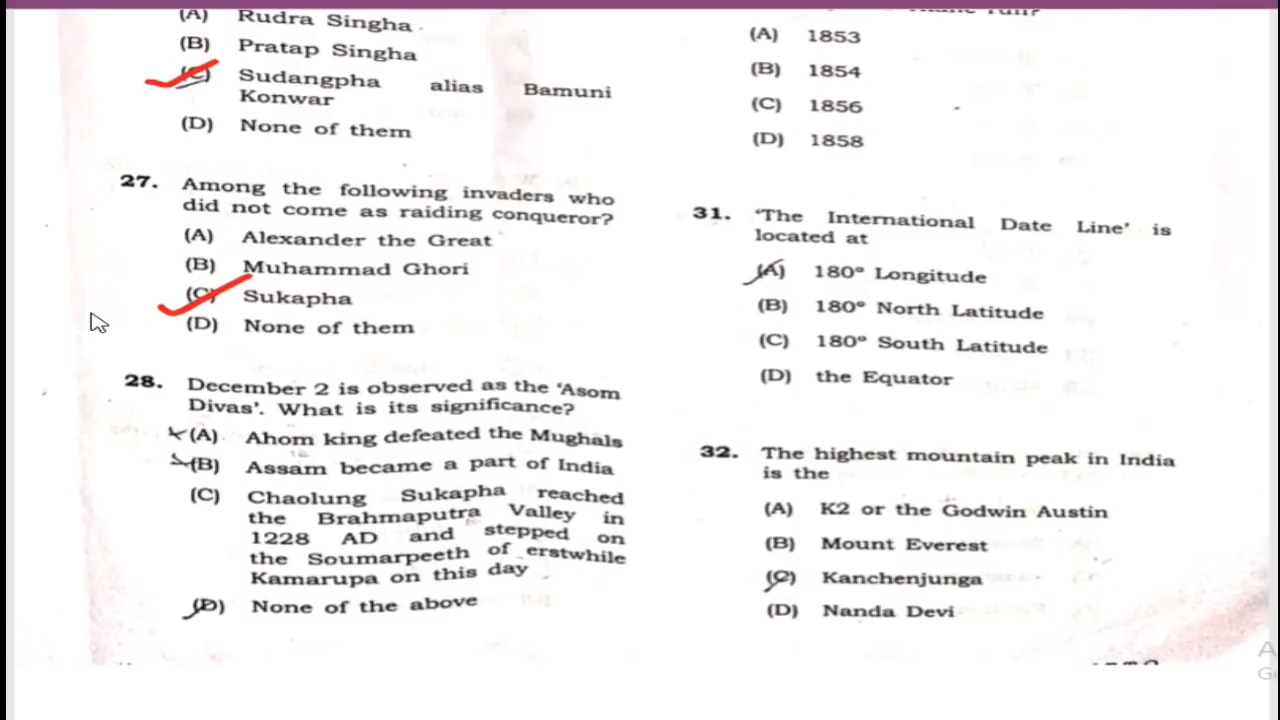 (A) Rudra Singha
(B) Pratap Singha
(C) Sudangpha alias Bamuni
Konwar
(D) None of them
27. Among the following invaders who
did not come as raiding conqueror?
(A) Alexander the Great
(B) Muhammad Ghori
(C) Sukapha
(D) None of them
28. December 2 is observed as the 'Asom
Divas'. What is its significance?
(A) Ahom king defeated the Mughals
(B) Assam became a part of India
(C) Chaolung Sukapha reached
the Brahmaputra Valley in
1228 AD and stepped on
the Soumarpeeth of erstwhile
Kamarupa on this day
(D) None of the above
(A) 1853
(B) 1854
(C) 1856
(D) 1858
31. 'The International Date Line' is
located at
(A) 180° Longitude
(B) 180° North Latitude
(C) 180° South Latitude
(D) the Equator
32. The highest mountain peak in India
is the
(A) K2 or the Godwin Austin
(B) Mount Everest
(C) Kanchenjunga
(D) Nanda Devi